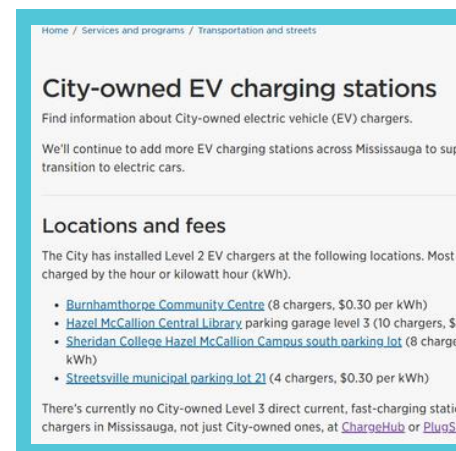 Home / Services and programs / Transportation and streets
City-owned EV charging stations
Find information about City-owned electric vehicle (EV) chargers.
We'll continue to add more EV charging stations across Mississauga to
transition to electric cars.
Locations and fees
The City has installed Level 2 EV chargers at the following locations. Most
charged by the hour or kilowatt hour (kWh).
• Burnhamthorpe Community Centre (8 chargers, $0.30 per kWh)
• Hazel McCallion Central Library parking garage level 3 (10 chargers, $
• Sheridan College Hazel McCallion Campus south parking lot (8
kWh)
• Streetsville municipal parking lot 21 (4 chargers, $0.30 per kWh)
There's currently no City-owned Level 3 direct current, fast-charging
chargers in Mississauga, not just City-owned ones, at ChargeHub or